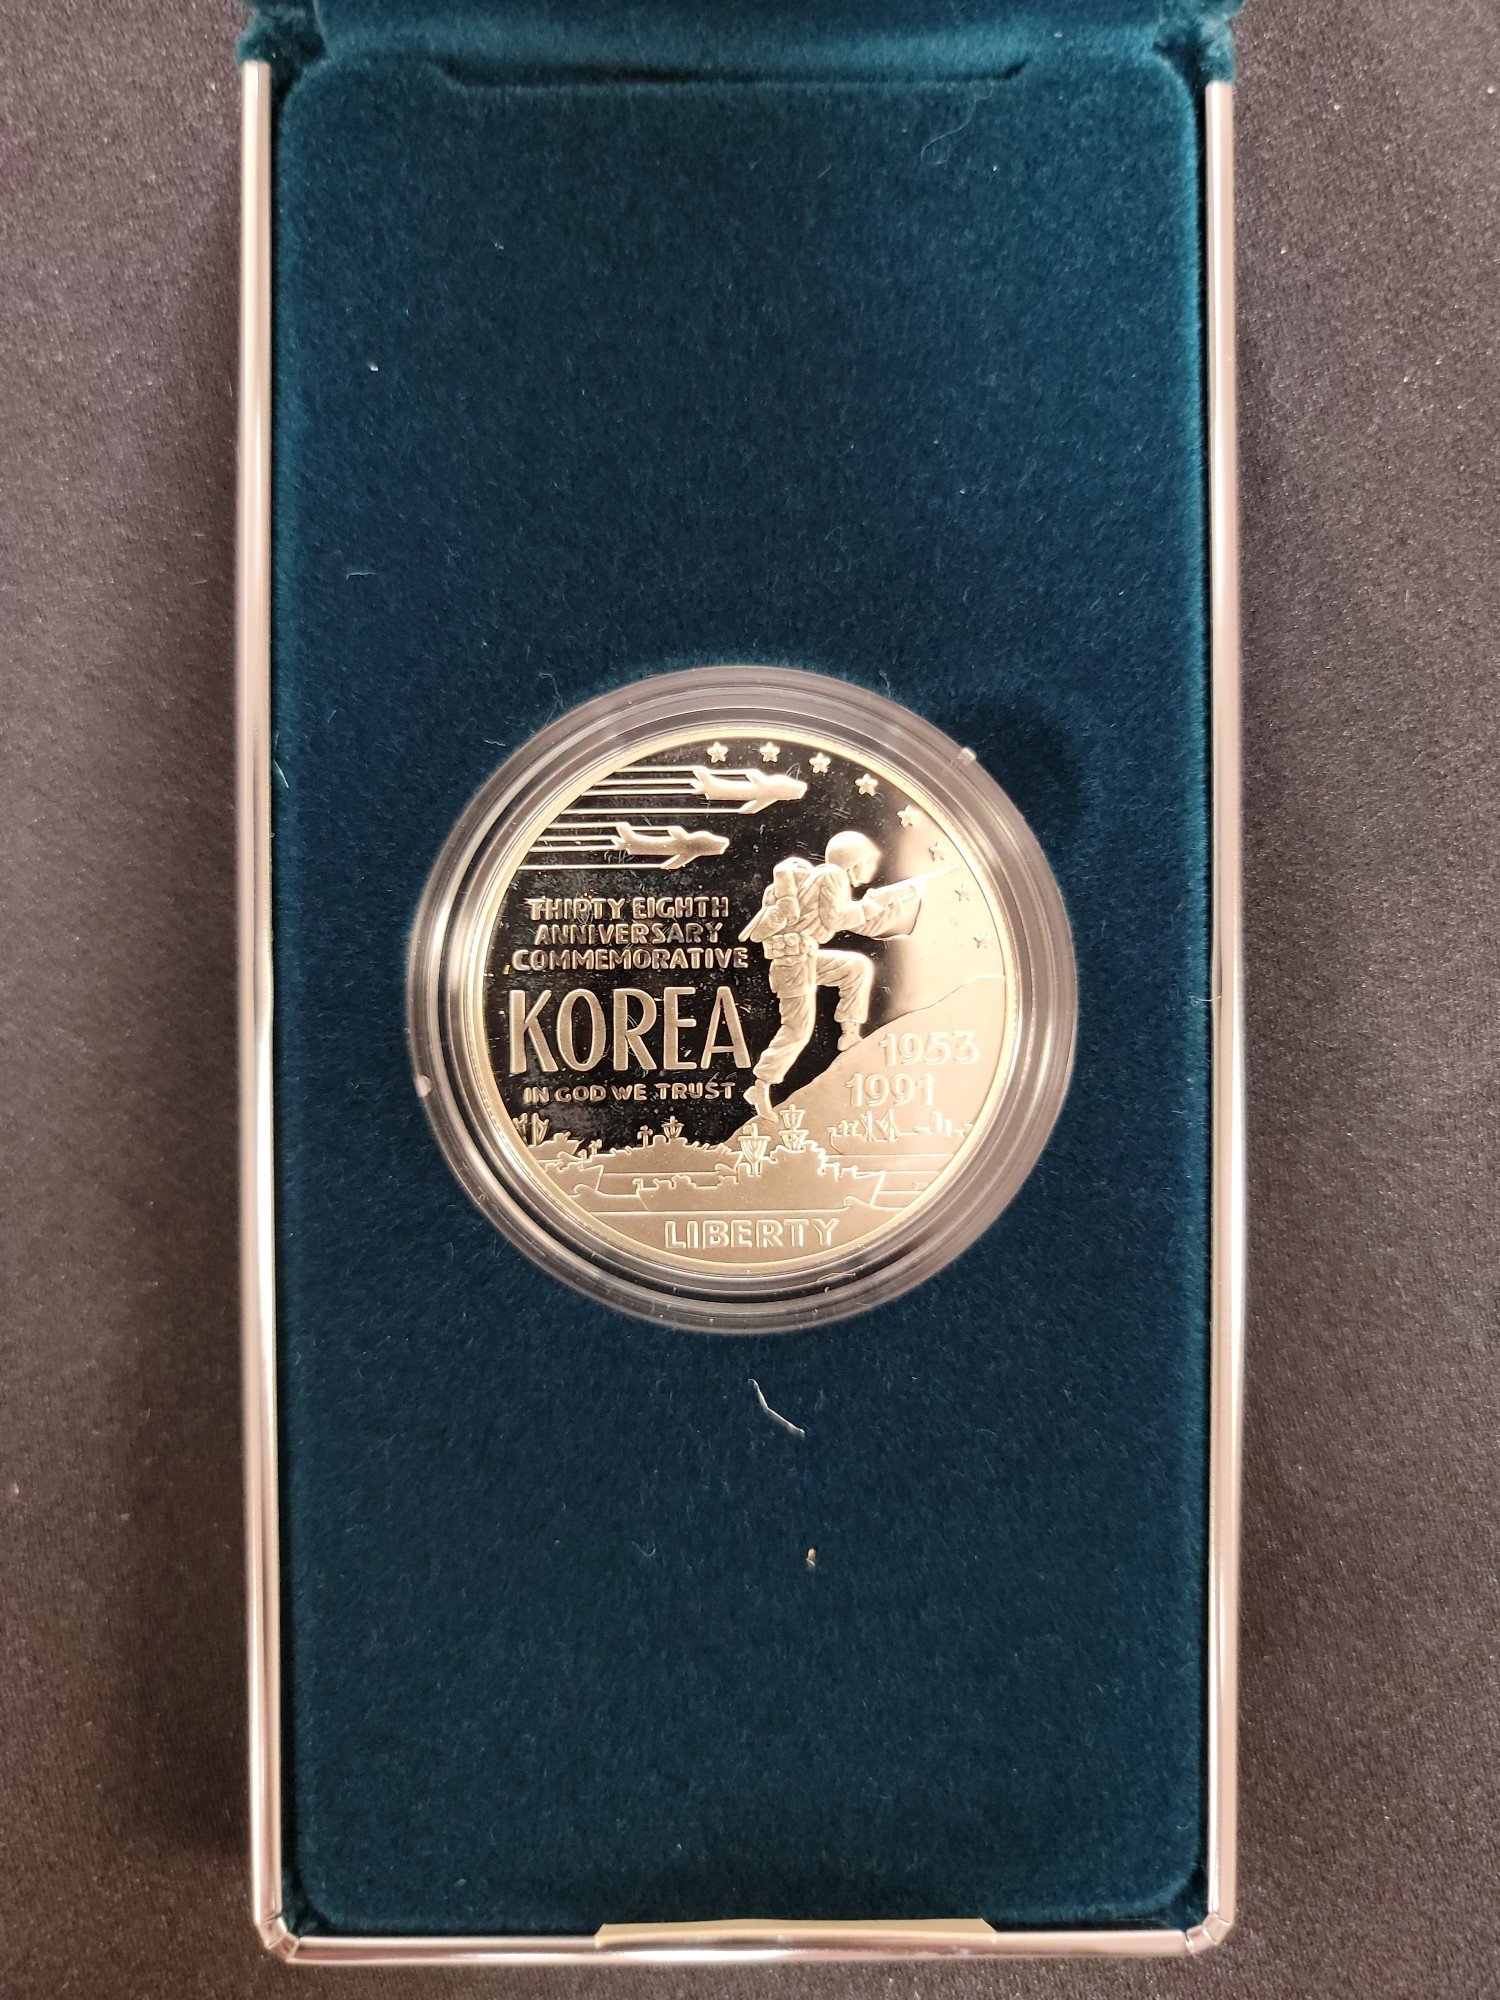 THIRTY EIGHTH
ANNIVERSARY
COMMEMORATIVE
KOREA
IN GOD WE TRUST
1953
1991
LIBERTY